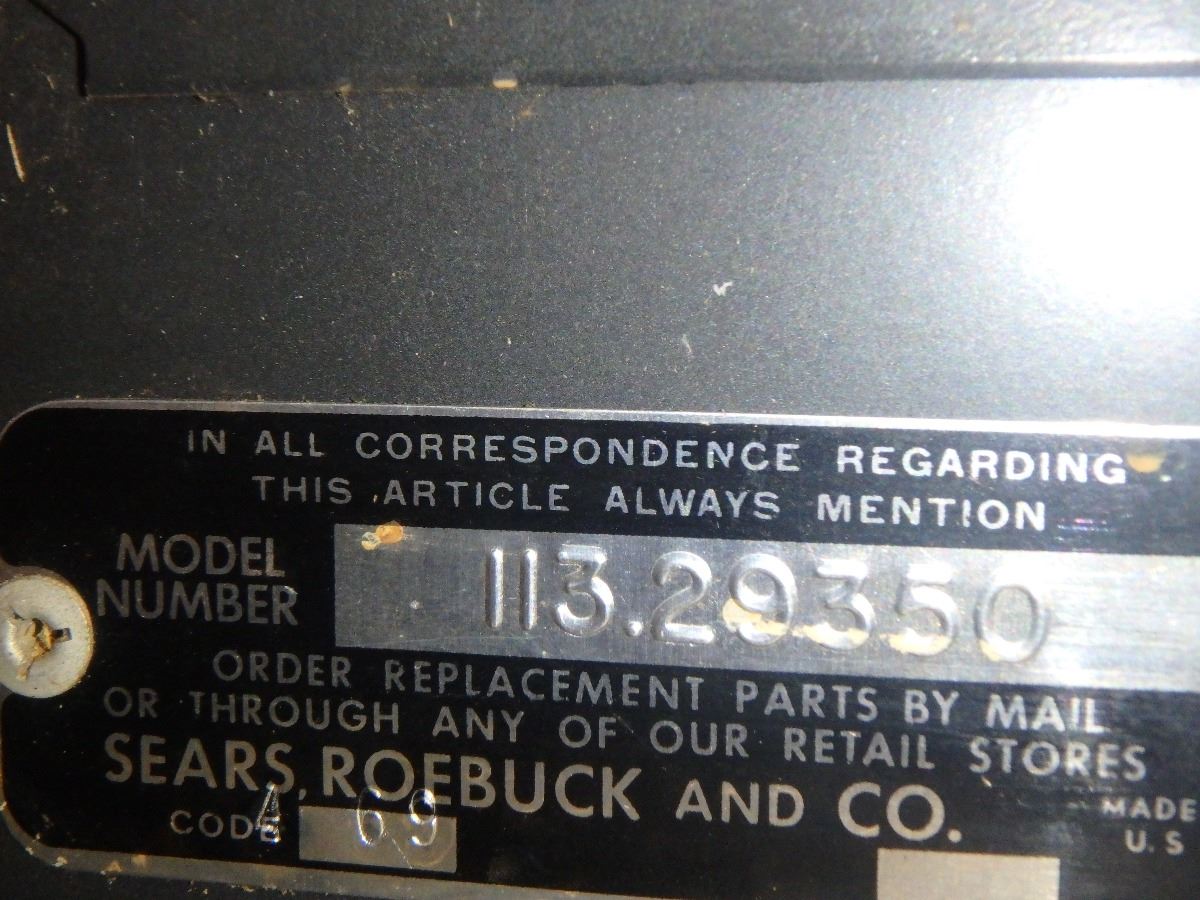 IN ALL CORRESPONDENCE REGARDING
THIS ARTICLE ALWAYS MENTION
MODEL NUMBER 113.29350
ORDER REPLACEMENT PARTS BY MAIL
OR THROUGH ANY OF OUR RETAIL STORES
SEARS, ROEBUCK AND CO.
CODE 4 69
MADE
U.S